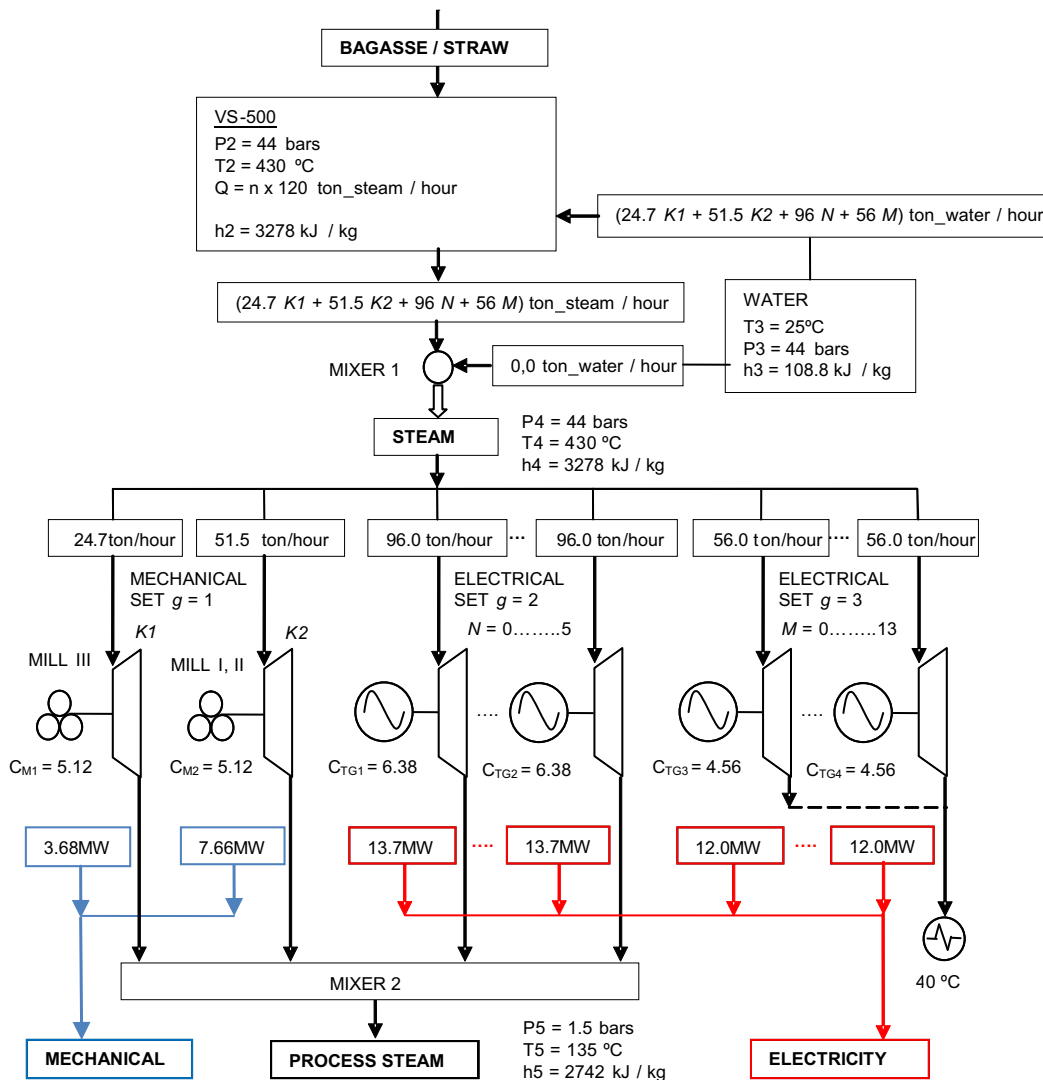 BAGASSE / STRAW
VS-500
P2 = 44 bars
T2 = 430 ºC
Q = n x 120 ton_steam / hour
h2 = 3278 kJ / kg
(24.7 K1 + 51.5 K2 + 96 N + 56 M) ton_water / hour
(24.7 K1 + 51.5 K2 + 96 N + 56 M) ton_steam / hour
WATER
T3 = 25ºC
P3 = 44 bars
h3 = 108.8 kJ / kg
MIXER 1
0,0 ton_water / hour
STEAM
P4 = 44 bars
T4 = 430 ºC
h4 = 3278 kJ / kg
24.7 ton/hour
51.5 ton/hour
96.0 ton/hour
...
96.0 ton/hour
56.0 ton/hour
....
56.0 ton/hour
MECHANICAL
SET g = 1
ELECTRICAL
SET g = 2
ELECTRICAL
SET g = 3
K1
K2
N = 0........5
M = 0........13
MILL III
MILL I, II
....
....
CM1 = 5.12
CM2 = 5.12
CTG1 = 6.38
CTG2 = 6.38
CTG3 = 4.56
CTG4 = 4.56
3.68MW
7.66MW
13.7MW
....
13.7MW
12.0MW
....
12.0MW
40 ºC
MIXER 2
P5 = 1.5 bars
T5 = 135 ºC
h5 = 2742 kJ / kg
MECHANICAL
PROCESS STEAM
ELECTRICITY